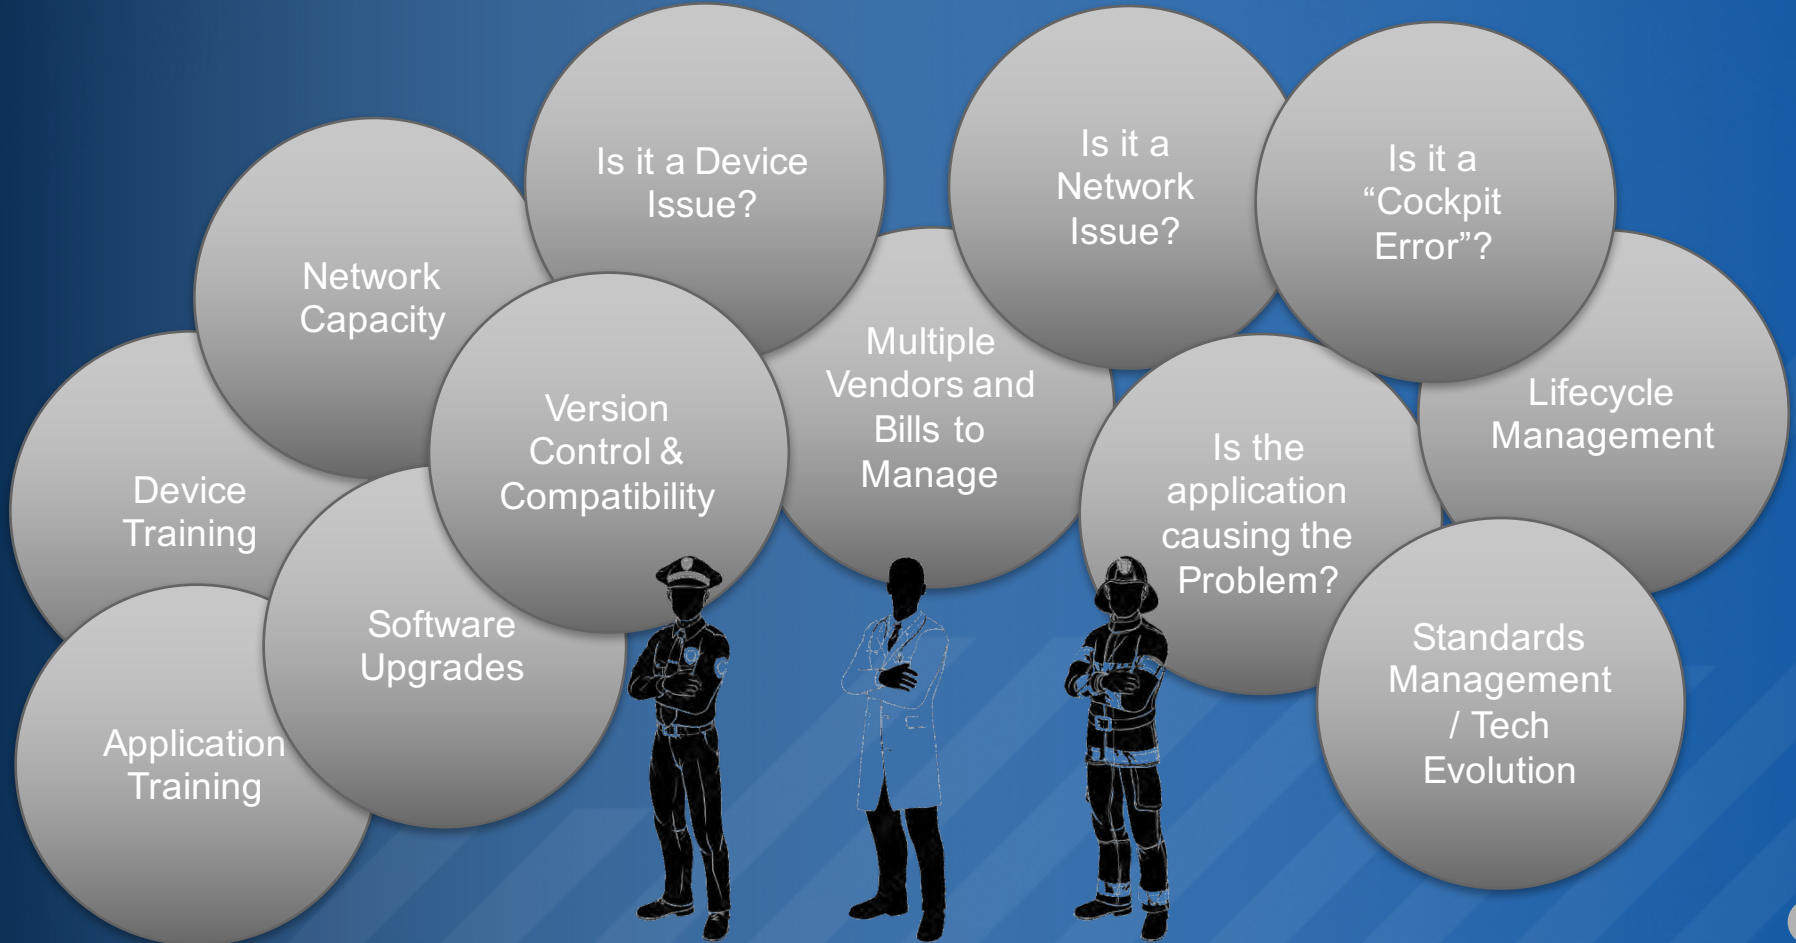 Is it a Device
Issue?
Is it a
Network
Issue?
Is it a
“Cockpit
Error”?
Network
Capacity
Multiple
Vendors and
Bills to
Manage
Lifecycle
Management
Version
Control &
Compatibility
Is the
application
causing the
Problem?
Device
Training
Software
Upgrades
Standards
Management
/ Tech
Evolution
Application
Training